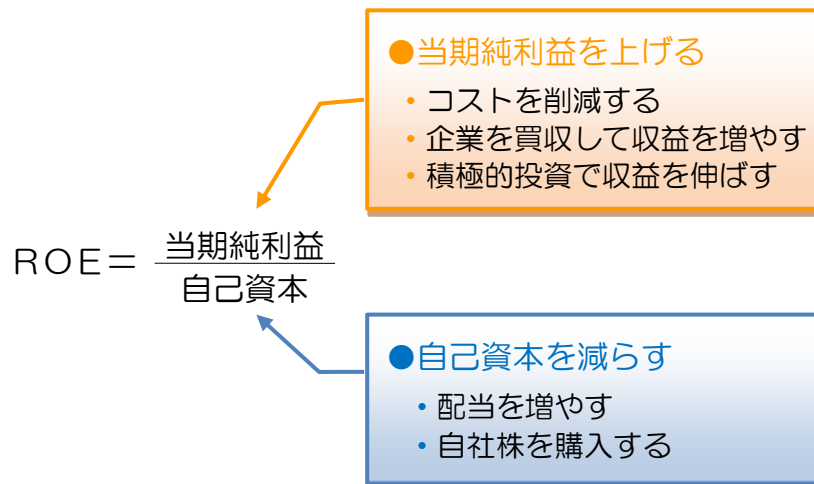 ●当期純利益を上げる
・コストを削減する
・企業を買収して収益を増やす
・積極的投資で収益を伸ばす
ROE＝ 当期純利益
自己資本
●自己資本を減らす
・配当を増やす
・自社株を購入する